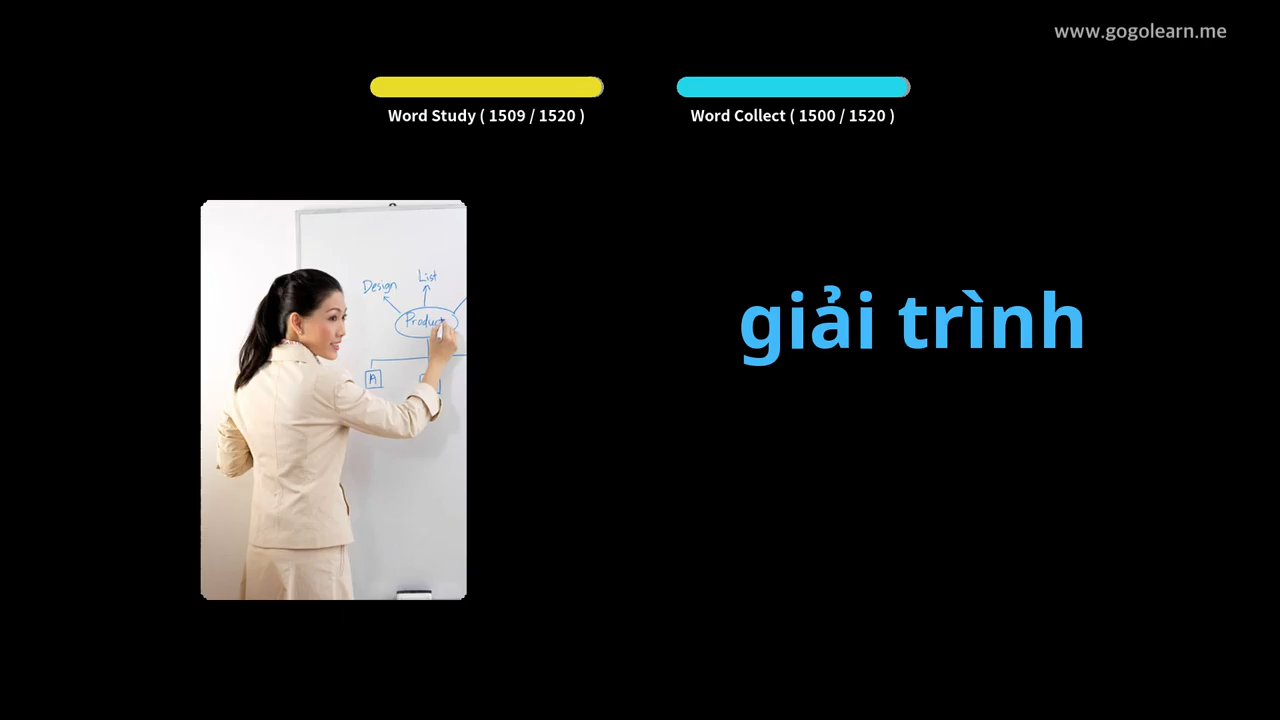 www.gogolearn.me
Word Study ( 1509 / 1520 )
Word Collect ( 1500 / 1520 )
Design
List
Product
A
giải trình